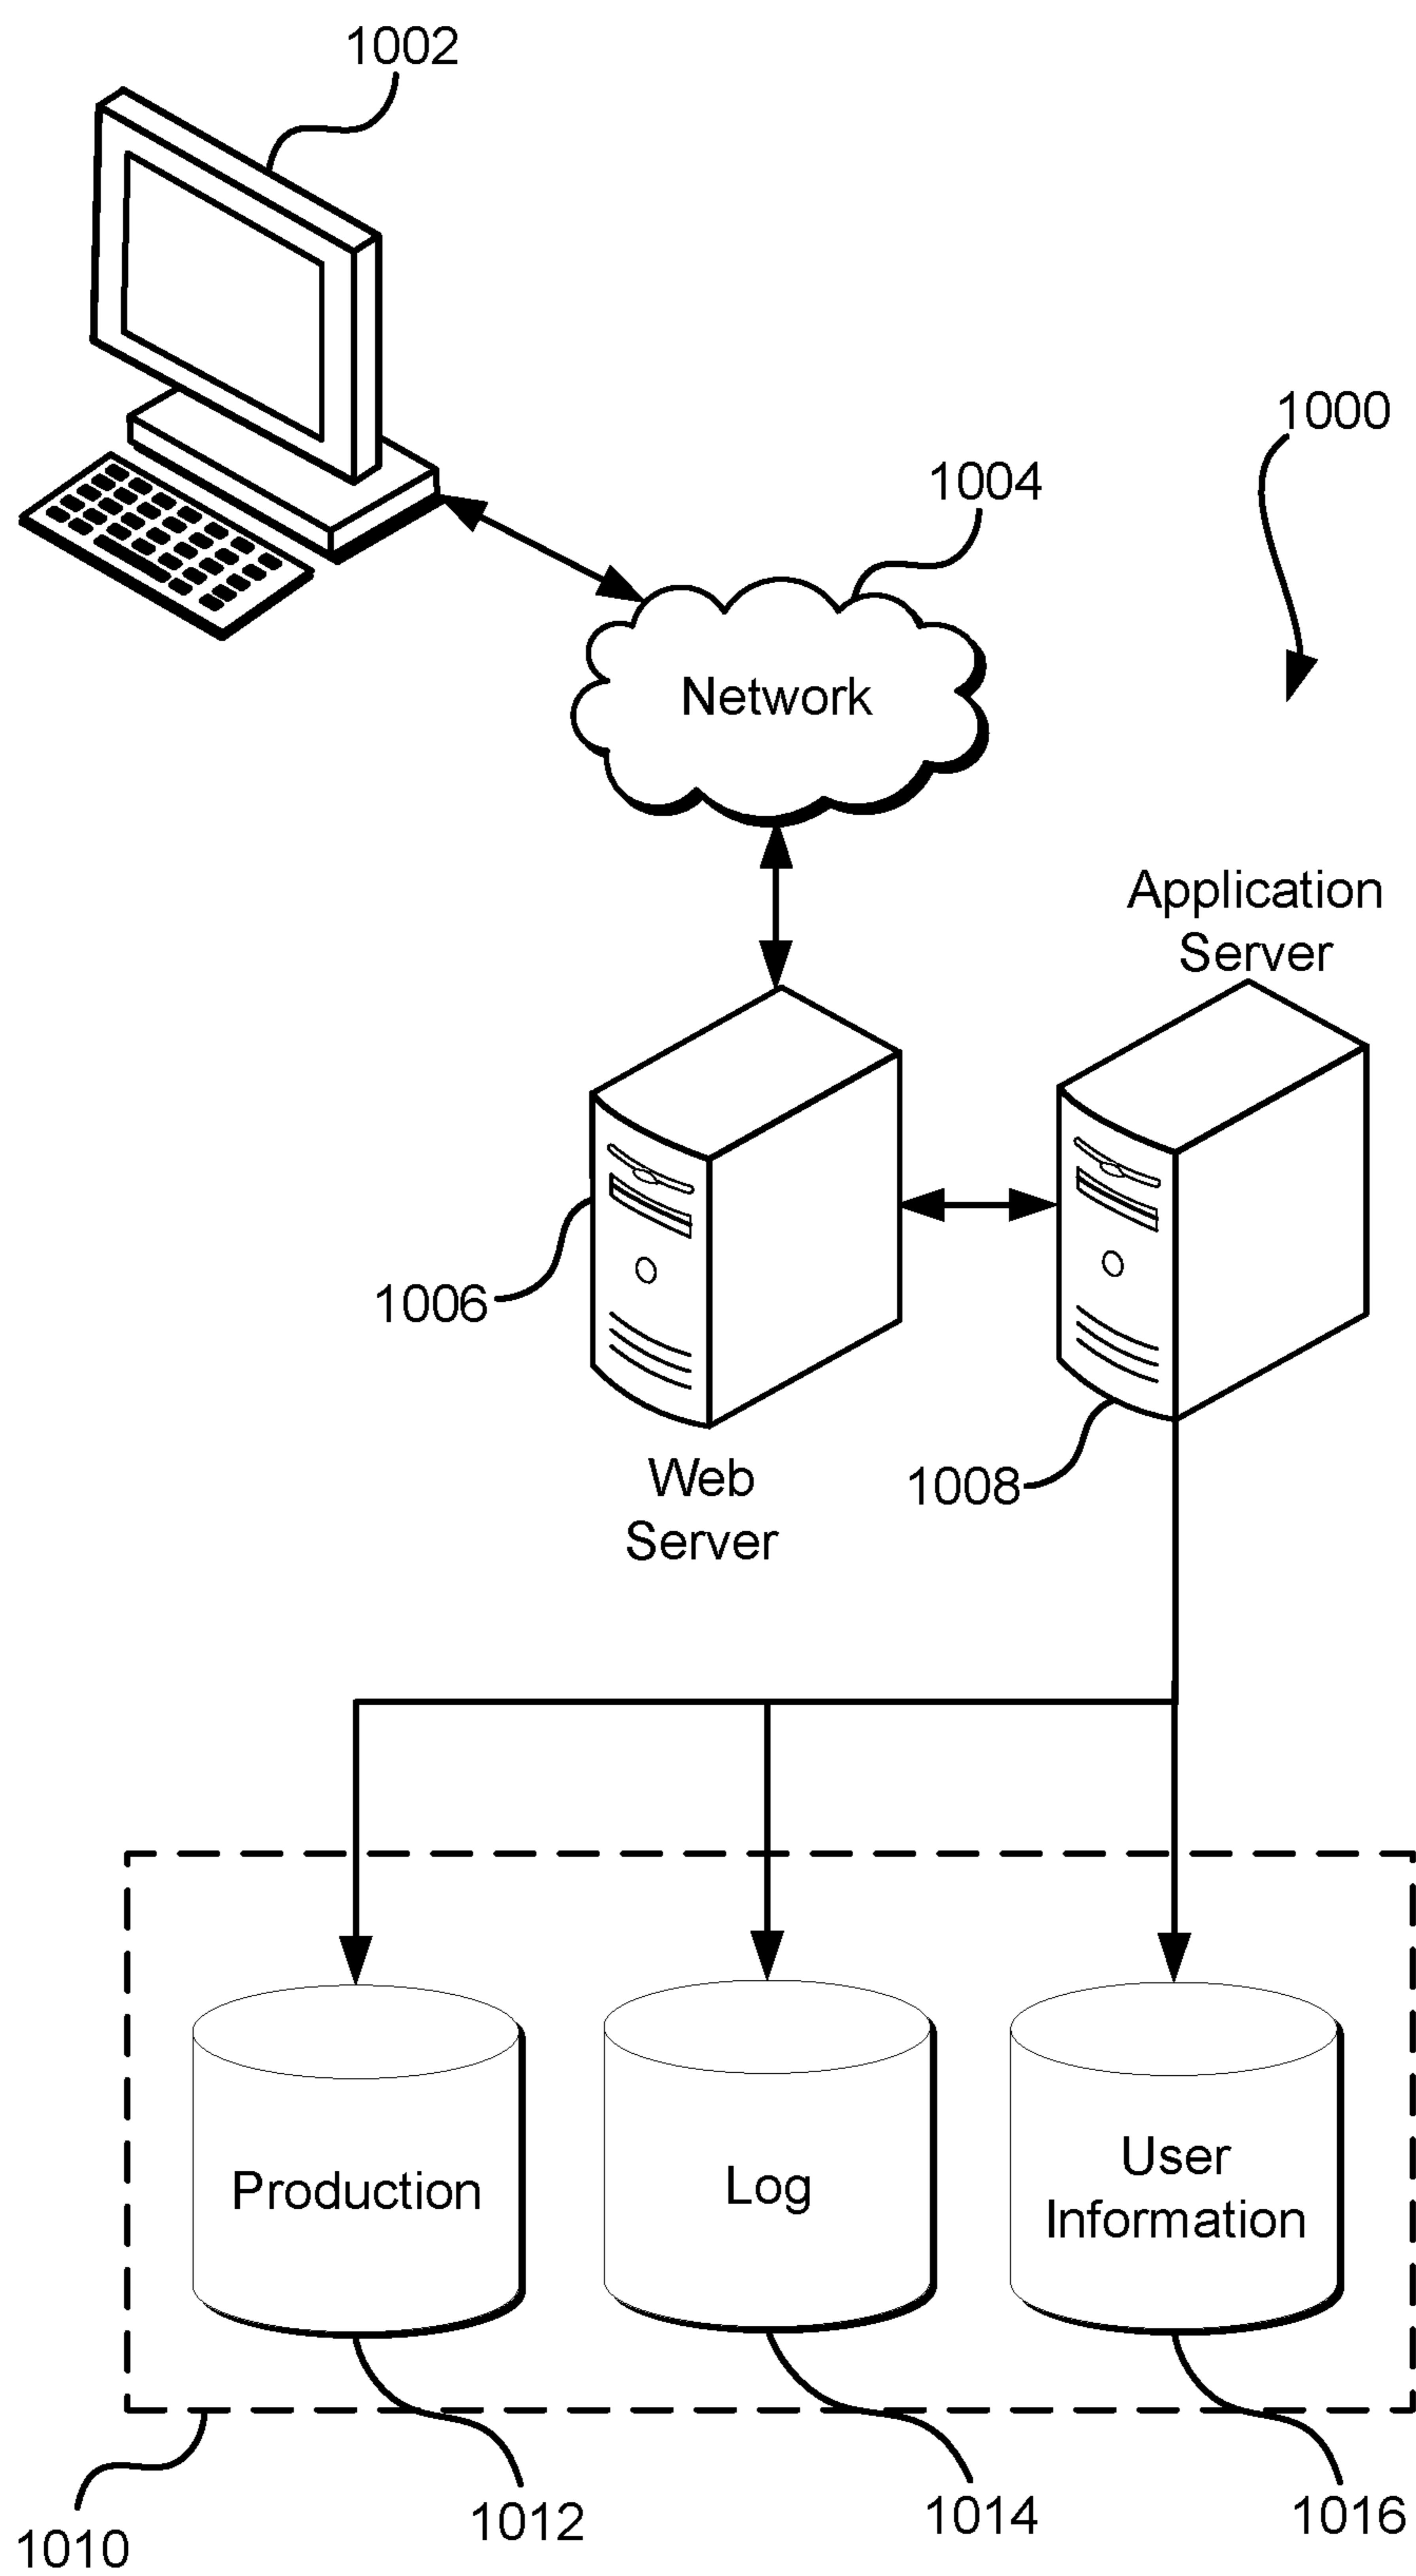 1002
1000
1004
Network
Application
Server
1006
Web
Server
1008
Production
Log
User
Information
1010
1012
1014
1016